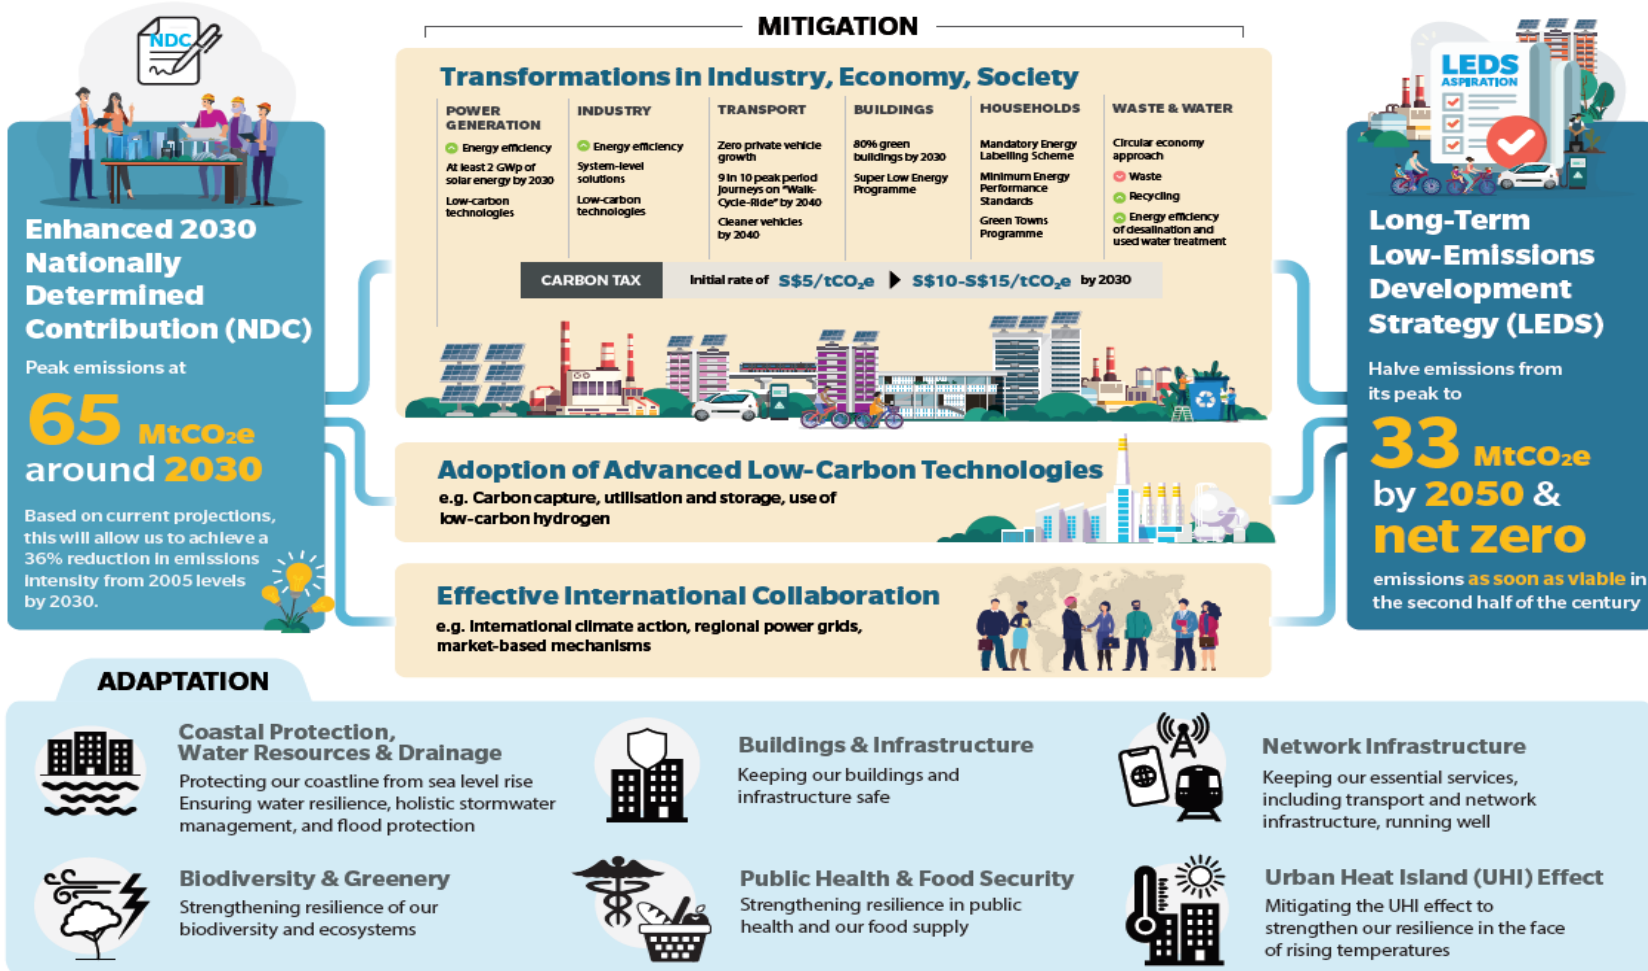 MITIGATION
NDC
Enhanced 2030
Nationally
Determined
Contribution (NDC)
Peak emissions at
65 MtCO₂e
around 2030
Based on current projections,
this will allow us to achieve a
36% reduction in emissions
intensity from 2005 levels
by 2030.
Transformations in Industry, Economy, Society
POWER
GENERATION
Energy efficiency
At least 2 GWp of
solar energy by 2030
Low-carbon
technologies
INDUSTRY
Energy efficiency
System-level
solutions
Low-carbon
technologies
TRANSPORT
Zero private vehicle
growth
9 in 10 peak period
journeys on "Walk-
Cycle-Ride" by 2040
Cleaner vehicles
by 2040
BUILDINGS
80% green
buildings by 2030
Super Low Energy
Programme
HOUSEHOLDS
Mandatory Energy
Labelling Scheme
Minimum Energy
Performance
Standards
Green Towns
Programme
WASTE & WATER
Circular economy
approach
Waste
Recycling
Energy efficiency
of desalination and
used water treatment
CARBON TAX Initial rate of S$5/tCO₂e ▶ S$10-S$15/tCO₂e by 2030
Adoption of Advanced Low-Carbon Technologies
e.g. Carbon capture, utilisation and storage, use of
low-carbon hydrogen
Effective International Collaboration
e.g. International climate action, regional power grids,
market-based mechanisms
LEDS
ASPIRATION
Long-Term
Low-Emissions
Development
Strategy (LEDS)
Halve emissions from
its peak to
33 MtCO₂e
by 2050 &
net zero
emissions as soon as viable in
the second half of the century
ADAPTATION
Coastal Protection,
Water Resources & Drainage
Protecting our coastline from sea level rise
Ensuring water resilience, holistic stormwater
management, and flood protection
Buildings & Infrastructure
Keeping our buildings and
infrastructure safe
Network Infrastructure
Keeping our essential services,
including transport and network
infrastructure, running well
Biodiversity & Greenery
Strengthening resilience of our
biodiversity and ecosystems
Public Health & Food Security
Strengthening resilience in public
health and our food supply
Urban Heat Island (UHI) Effect
Mitigating the UHI effect to
strengthen our resilience in the face
of rising temperatures